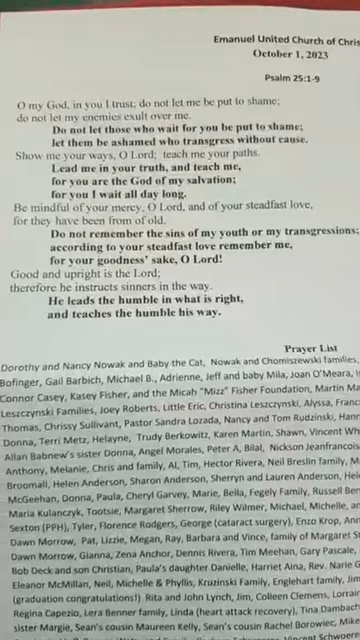 Emanuel United Church of Chris
October 1, 2023
Psalm 25:1-9
O my God, in you I trust; do not let me be put to shame;
do not let my enemies exult over me.
Do not let those who wait for you be put to shame;
let them be ashamed who transgress without cause.
Show me your ways, O Lord; teach me your paths.
Lead me in your truth, and teach me,
for you are the God of my salvation;
for you I wait all day long.
Be mindful of your mercy, O Lord, and of your steadfast love,
for they have been from of old.
Do not remember the sins of my youth or my transgressions;
according to your steadfast love remember me,
for your goodness' sake, O Lord!
Good and upright is the Lord;
therefore he instructs sinners in the way.
He leads the humble in what is right,
and teaches the humble his way.
Prayer List
Dorothy and Nancy Nowak and Baby the Cat, Nowak and Chomiszewski families,
Bofinger, Gail Barbich, Michael B., Adrienne, Jeff and baby Mila, Joan O'Meara,
Connor Casey, Kasey Fisher, and the Micah "Mizz" Fisher Foundation, Martin Ma
Leszczynski Families, Joey Roberts, Little Eric, Christina Leszczynski, Alyssa, Franc
Thomas, Chrissy Sullivant, Pastor Sandra Lozada, Nancy and Tom Rudzinski, Hann
Donna, Terri Metz, Helayne, Trudy Berkowitz, Karen Martin, Shawn, Vincent Wh
Allan Babnew's sister Donna, Angel Morales, Peter A, Bilal, Nickson Jeanfrancois
Anthony, Melanie, Chris and family, Al, Tim, Hector Rivera, Neil Breslin family, M
Broomall, Helen Anderson, Sharon Anderson, Sherryn and Lauren Anderson, Hei
McGeehan, Donna, Paula, Cheryl Garvey, Marie, Bella, Fegely Family, Russell Ber
Maria Kulanczyk, Tootsie, Margaret Sherrow, Riley Wilmer, Michael, Michelle, an
Sexton (PPH), Tyler, Florence Rodgers, George (cataract surgery), Enzo Krop, Ann
Dawn Morrow, Pat, Lizzie, Megan, Ray, Barbara and Vince, family of Margaret S
Dawn Morrow, Gianna, Zena Anchor, Dennis Rivera, Tim Meehan, Gary Pascale,
Bob Deck and son Christian, Paula's daughter Danielle, Harriet Aina, Rev. Narie G
Eleanor McMillan, Neil, Michelle & Phyllis, Kruzinski Family, Englehart family, Jim
(graduation congratulations!) Rita and John Lynch, Jim, Colleen Clemens, Lorrain
Regina Capezio, Lera Benner family, Linda (heart attack recovery), Tina Dambach
sister Margie, Sean's cousin Maureen Kelly, Sean's cousin Rachel Borowiec, Mik